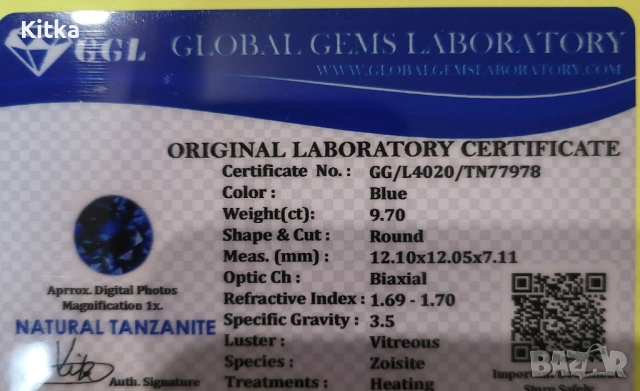 Kitka
GGL GLOBAL GEMS LABORATORY
WWW.GLOBALGEMSLABORATORY.COM
ORIGINAL LABORATORY CERTIFICATE
Certificate No. : GG/L4020/TN77978
Color : Blue
Weight(ct): 9.70
Shape & Cut : Round
Meas. (mm) : 12.10x12.05x7.11
Optic Ch : Biaxial
Refractive Index : 1.69 - 1.70
Specific Gravity : 3.5
Luster : Vitreous
Species : Zoisite
Treatments : Heating
Aprrox. Digital Photos
Magnification 1x.
NATURAL TANZANITE
Auth. Signature
Store Safely
bazar